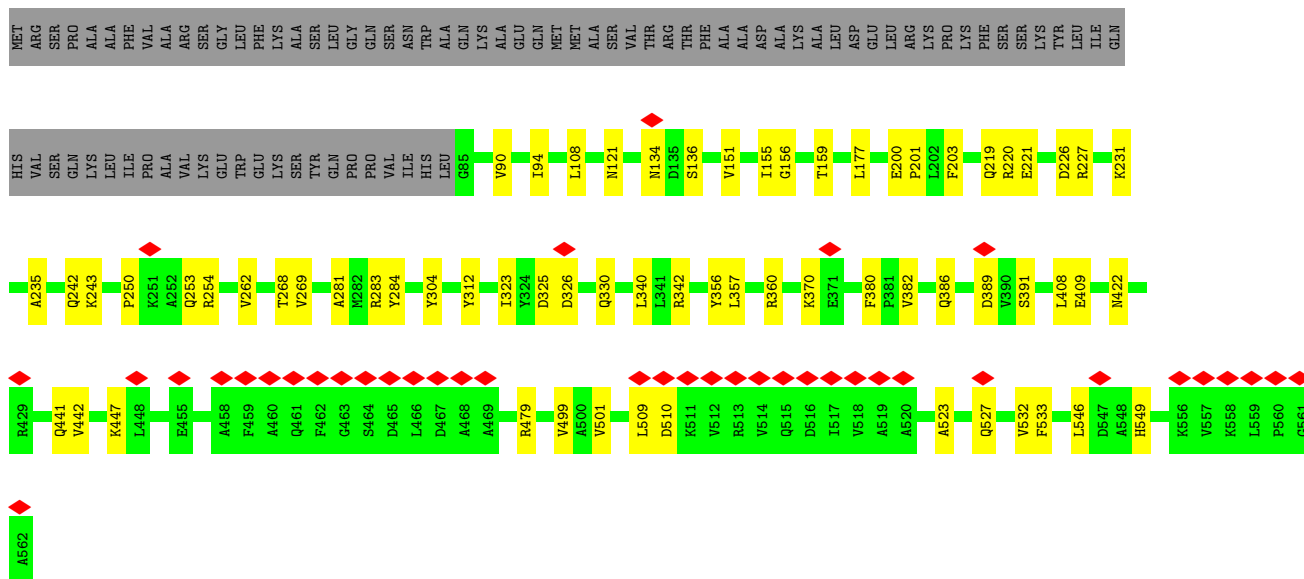 MET ARG SER PRO ALA ALA PHE VAL ALA ARG SER GLY LEU PHE LYS ALA SER LEU GLY GLN SER ASN TRP ALA GLN LYS ALA GLU GLN MET MET ALA SER VAL THR ARG THR PHE ALA ALA ASP ALA LYS ALA LEU ASP GLU LEU ARG LYS PRO LYS PHE SER SER LYS TYR LEU ILE GLN
HIS VAL SER GLN LYS LEU ILE PRO ALA VAL LYS GLU TRP GLU LYS SER TYR GLN PRO PRO VAL ILE HIS LEU G85 V90 I94 L108 N121 N134 D135 S136 V151 I155 G156 T159 L177 E200 P201 L202 F203 Q219 R220 E221 D226 R227 K231
A235 Q242 K243 P250 K251 A252 Q253 R254 V262 T268 V269 A281 M282 R283 Y284 Y304 Y312 I323 Y324 D325 D326 Q330 L340 L341 R342 Y356 L357 R360 K370 E371 F380 P381 V382 Q386 D389 V390 S391 L408 E409 N422
R429 Q441 V442 K447 L448 E455 A458 F459 A460 Q461 F462 G463 S464 D465 L466 D467 A468 A469 R479 V499 A500 V501 L509 D510 K511 V512 R513 V514 Q515 D516 I517 V518 A519 A520 A523 Q527 V532 F533 L546 D547 A548 H549 K556 V557 K558 L559 P560 G561
A562